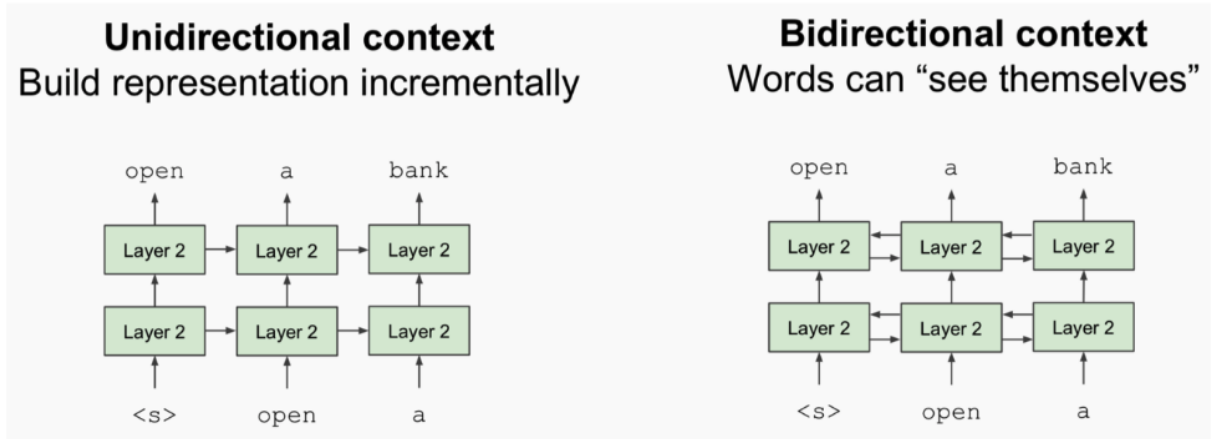 Unidirectional context
Build representation incrementally
open a bank
Layer 2 Layer 2 Layer 2
Layer 2 Layer 2 Layer 2
<s> open a
Bidirectional context
Words can “see themselves”
open a bank
Layer 2 Layer 2 Layer 2
Layer 2 Layer 2 Layer 2
<s> open a